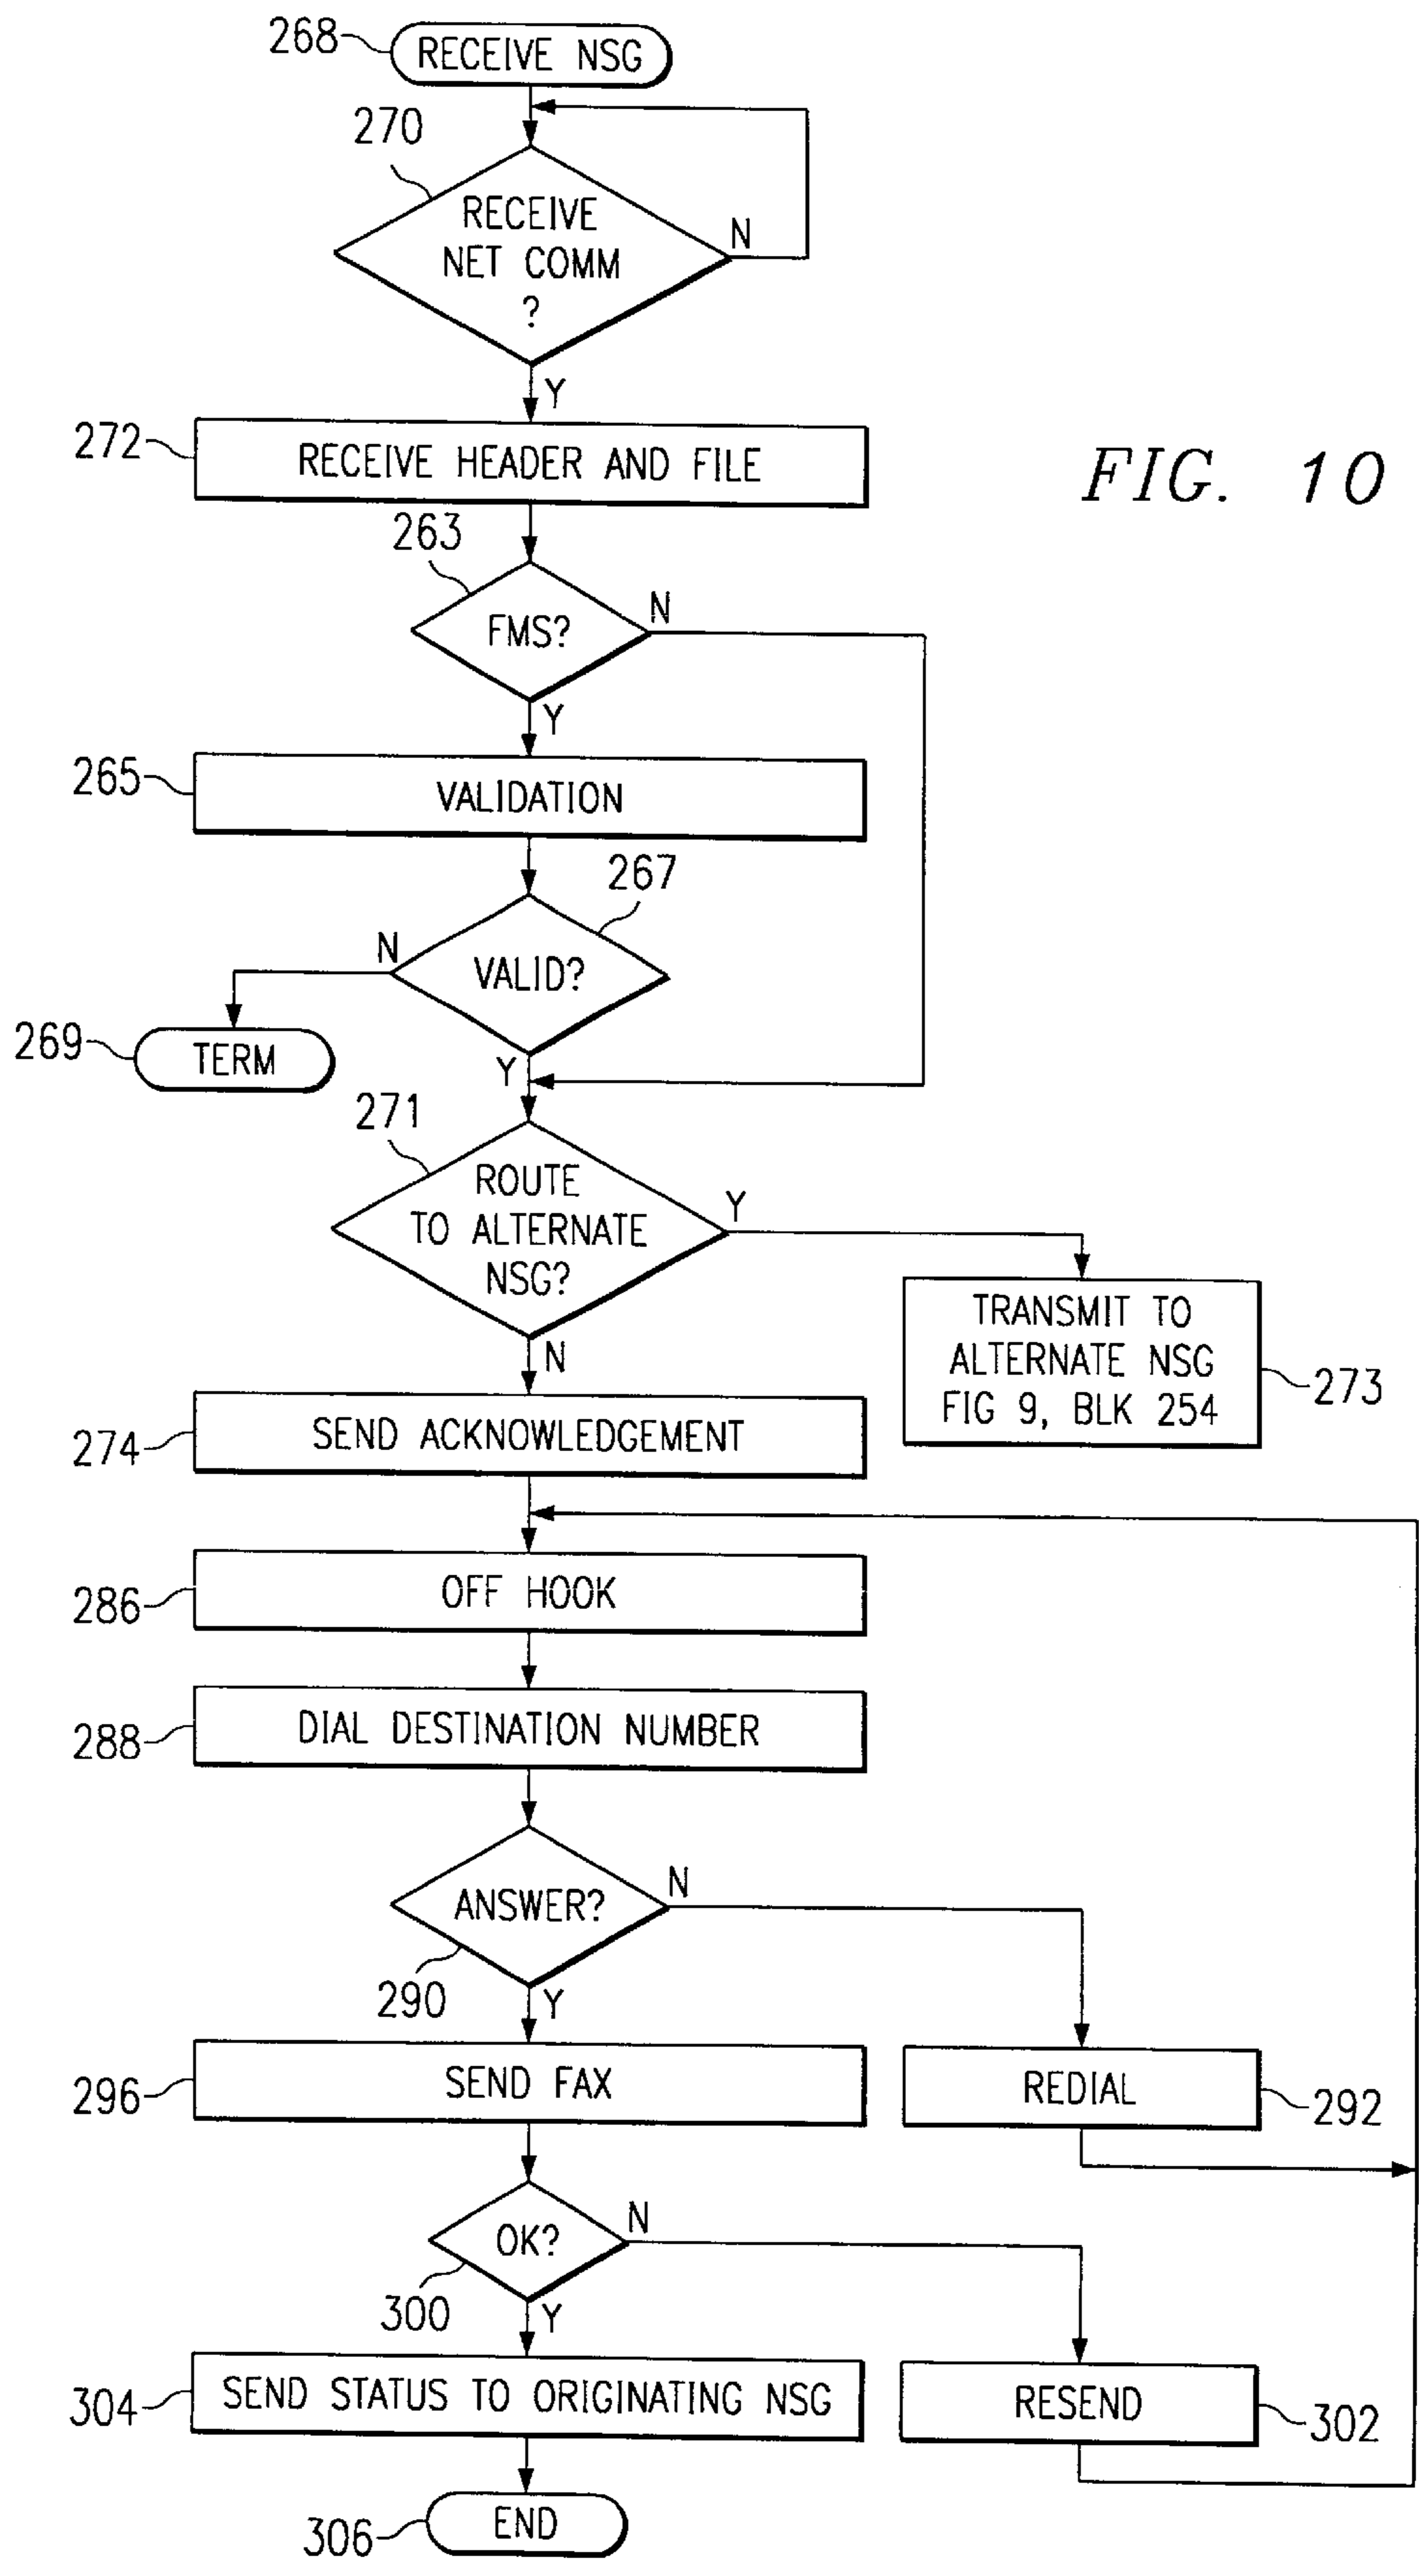 268
RECEIVE NSG
270
RECEIVE
NET COMM
?
N
Y
272
RECEIVE HEADER AND FILE
FIG. 10
263
FMS?
N
Y
265
VALIDATION
267
VALID?
N
269
TERM
Y
271
ROUTE
TO ALTERNATE
NSG?
Y
TRANSMIT TO
ALTERNATE NSG
FIG 9, BLK 254
273
N
274
SEND ACKNOWLEDGEMENT
286
OFF HOOK
288
DIAL DESTINATION NUMBER
ANSWER?
N
290
Y
296
SEND FAX
REDIAL
292
OK?
N
300
Y
304
SEND STATUS TO ORIGINATING NSG
RESEND
302
306
END